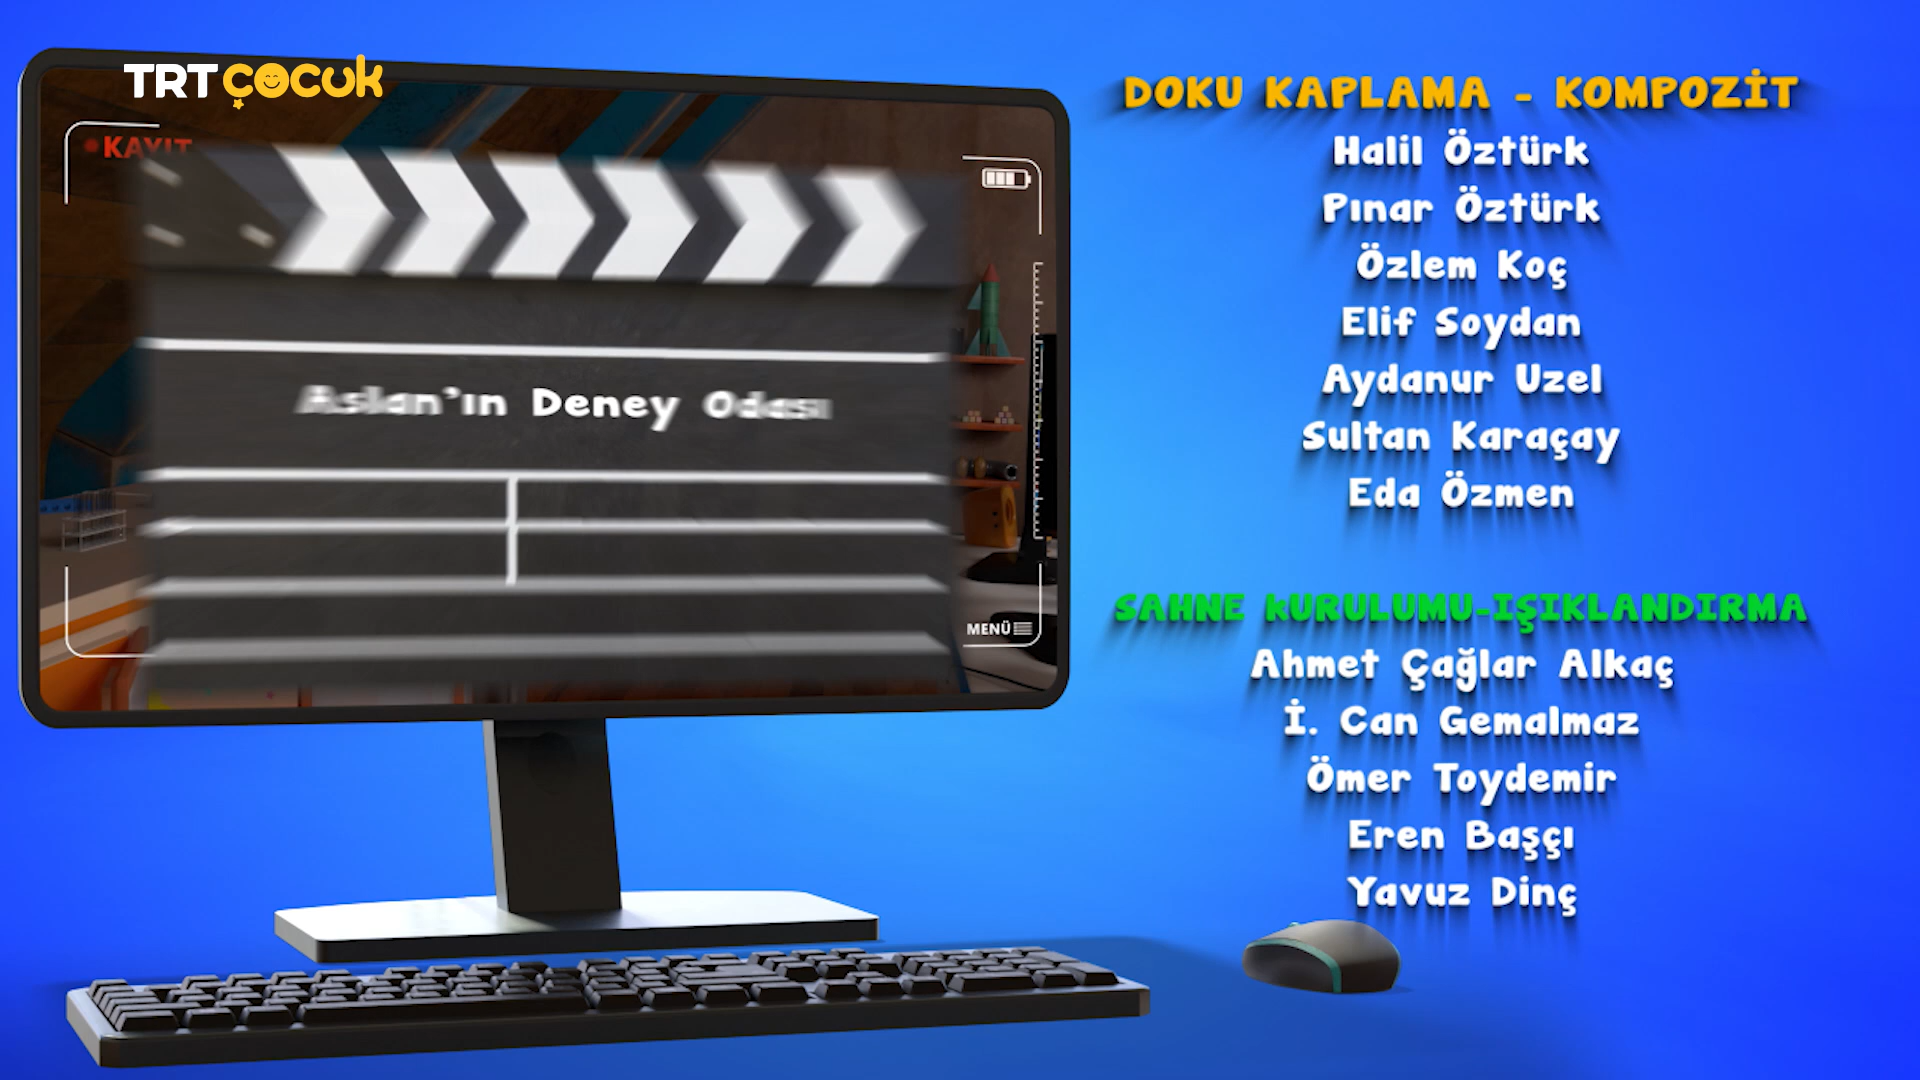 TRT çocuk
KAYIT
Aslan'ın Deney Odası
MENÜ
DOKU KAPLAMA - KOMPOZİT
Halil Öztürk
Pınar Öztürk
Özlem Koç
Elif Soydan
Aydanur Uzel
Sultan Karaçay
Eda Özmen
SAHNE kURULUMU-IŞIKLANDIRMA
Ahmet Çağlar Alkaç
İ. Can Gemalmaz
Ömer Toydemir
Eren Başçı
Yavuz Dinç